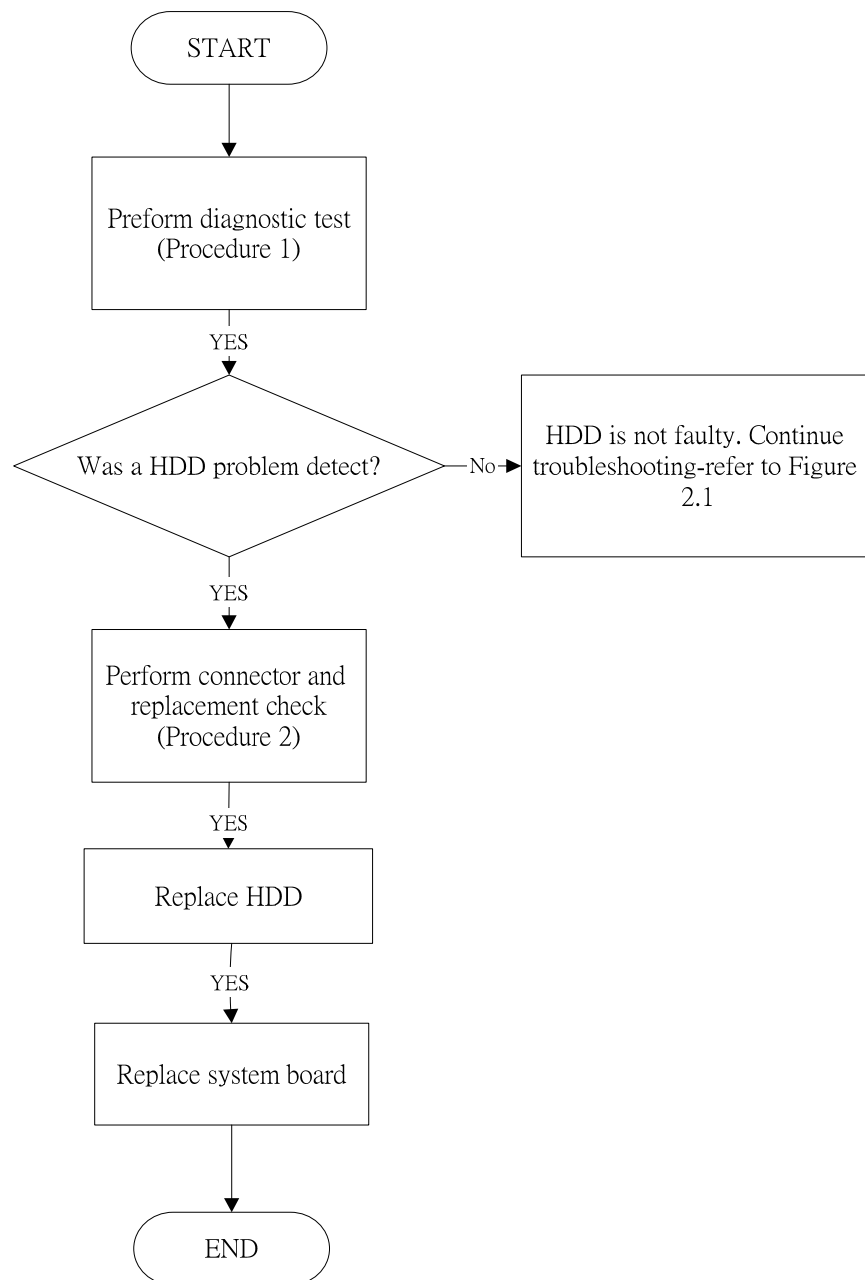 START
Preform diagnostic test
(Procedure 1)
YES
Was a HDD problem detect?
No
HDD is not faulty. Continue
troubleshooting-refer to Figure
2.1
YES
Perform connector and
replacement check
(Procedure 2)
YES
Replace HDD
YES
Replace system board
END